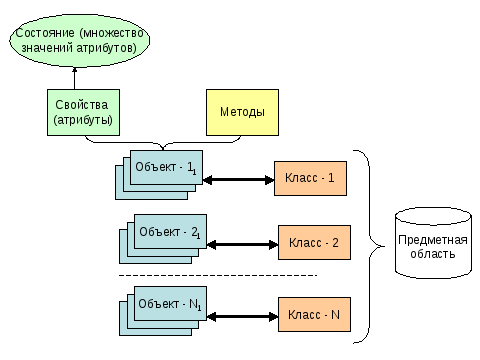 Состояние (множество
значений атрибутов)
Свойства
(атрибуты)
Методы
Объект - 1₁
Класс - 1
Объект - 2₁
Класс - 2
Предметная
область
Объект - N₁
Класс - N